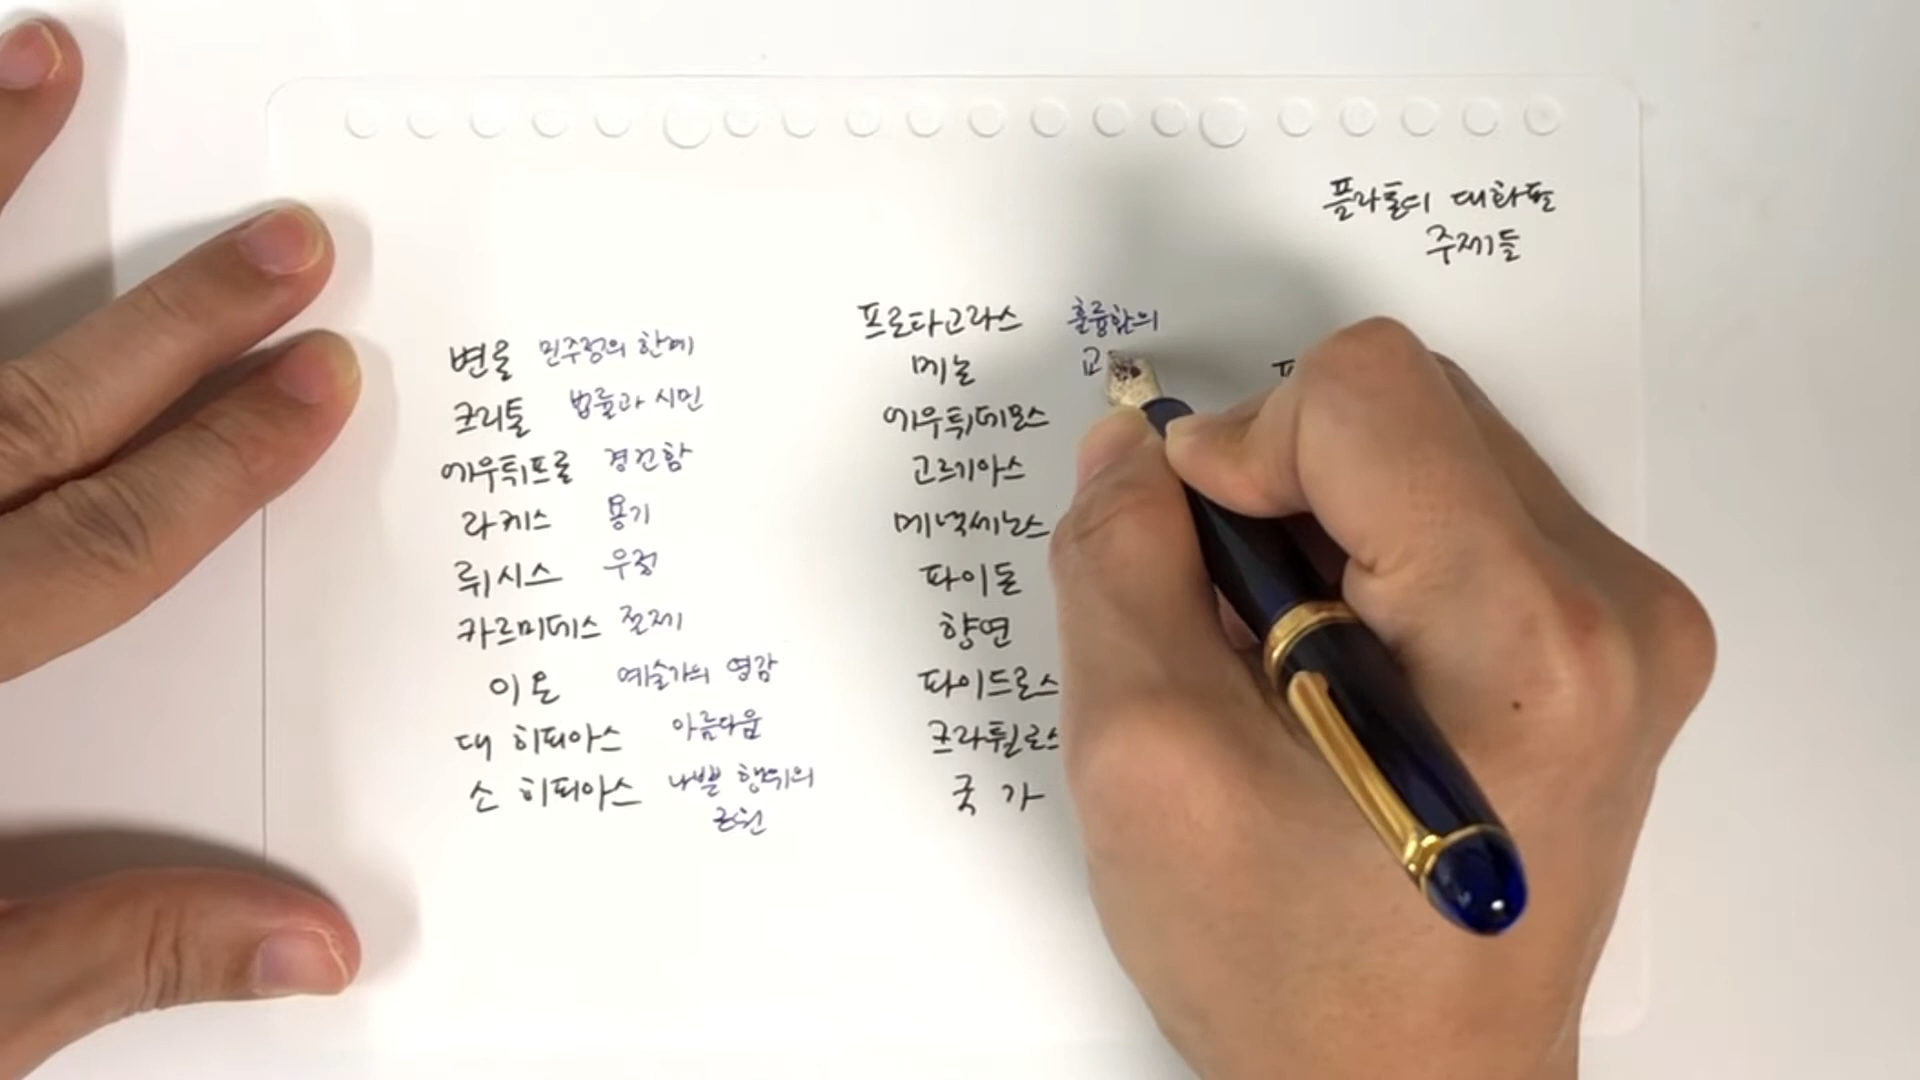 플라톤의 대화편
주제들
변론 민주정의 한계
크리톤 법률과 시민
에우튀프론 경건함
라케스 용기
뤼시스 우정
카르미데스 절제
이온 예술가의 영감
대 히피아스 아름다움
소 히피아스 나쁜 행위의
근원
프로타고라스 훌륭함의
메논 교
에우튀데모스
고르기아스
메넥세노스
파이돈
향연
파이드로스
크라튈로스
국가